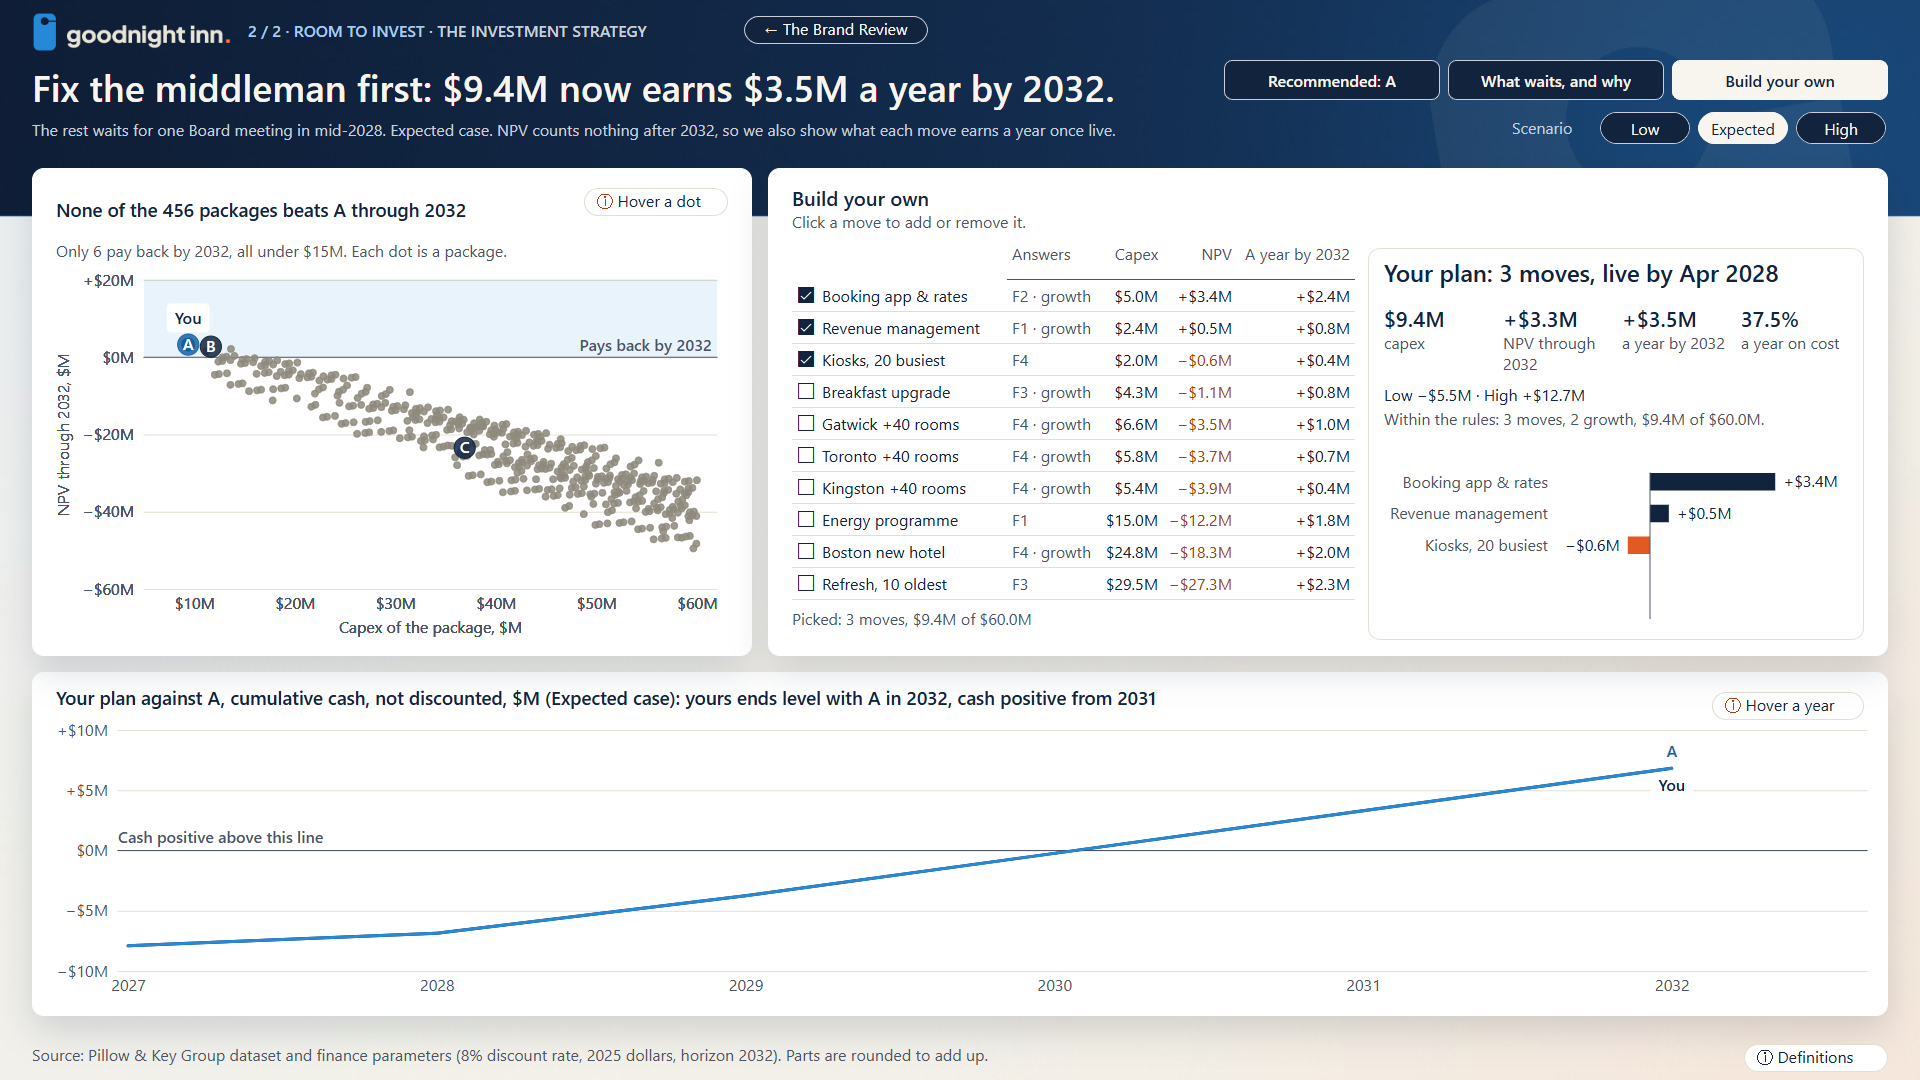 goodnight inn.
2 / 2 · ROOM TO INVEST · THE INVESTMENT STRATEGY
← The Brand Review
Fix the middleman first: $9.4M now earns $3.5M a year by 2032.
The rest waits for one Board meeting in mid-2028. Expected case. NPV counts nothing after 2032, so we also show what each move earns a year once live.
Recommended: A
What waits, and why
Build your own
Scenario
Low
Expected
High
None of the 456 packages beats A through 2032
Hover a dot
Only 6 pay back by 2032, all under $15M. Each dot is a package.
NPV through 2032, $M
+$20M
$0M
−$20M
−$40M
−$60M
You
A
B
C
Pays back by 2032
$10M
$20M
$30M
$40M
$50M
$60M
Capex of the package, $M
Build your own
Click a move to add or remove it.
Answers Capex NPV A year by 2032
Booking app & rates F2 · growth $5.0M +$3.4M +$2.4M
Revenue management F1 · growth $2.4M +$0.5M +$0.8M
Kiosks, 20 busiest F4 $2.0M −$0.6M +$0.4M
Breakfast upgrade F3 · growth $4.3M −$1.1M +$0.8M
Gatwick +40 rooms F4 · growth $6.6M −$3.5M +$1.0M
Toronto +40 rooms F4 · growth $5.8M −$3.7M +$0.7M
Kingston +40 rooms F4 · growth $5.4M −$3.9M +$0.4M
Energy programme F1 $15.0M −$12.2M +$1.8M
Boston new hotel F4 · growth $24.8M −$18.3M +$2.0M
Refresh, 10 oldest F3 $29.5M −$27.3M +$2.3M
Picked: 3 moves, $9.4M of $60.0M
Your plan: 3 moves, live by Apr 2028
$9.4M +$3.3M +$3.5M 37.5%
capex NPV through a year by 2032 a year on cost
2032
Low −$5.5M · High +$12.7M
Within the rules: 3 moves, 2 growth, $9.4M of $60.0M.
Booking app & rates +$3.4M
Revenue management +$0.5M
Kiosks, 20 busiest −$0.6M
Your plan against A, cumulative cash, not discounted, $M (Expected case): yours ends level with A in 2032, cash positive from 2031
Hover a year
+$10M
+$5M
$0M
−$5M
−$10M
Cash positive above this line
A
You
2027
2028
2029
2030
2031
2032
Source: Pillow & Key Group dataset and finance parameters (8% discount rate, 2025 dollars, horizon 2032). Parts are rounded to add up.
Definitions